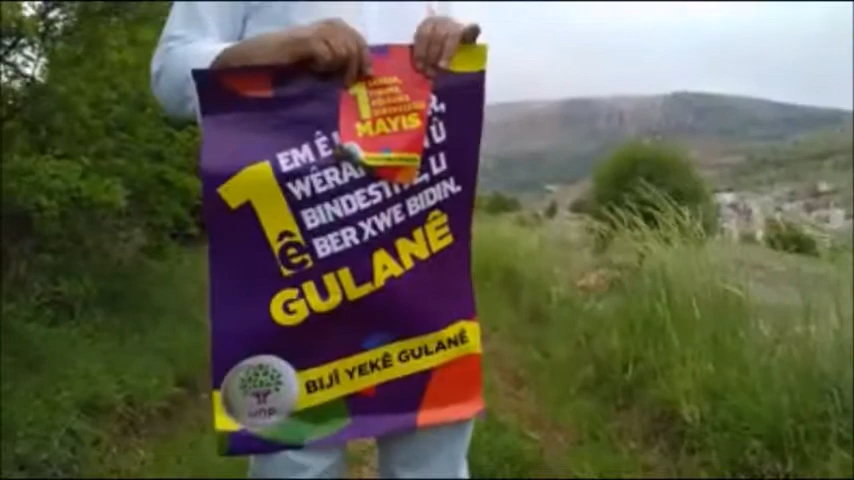 1
MAYIS
EM Ê
WÊRAN Û
BINDESTIYÊ, LI
BER XWE BIDIN.
1ê
GULANÊ
BIJÎ YEKÊ GULANÊ
HDP